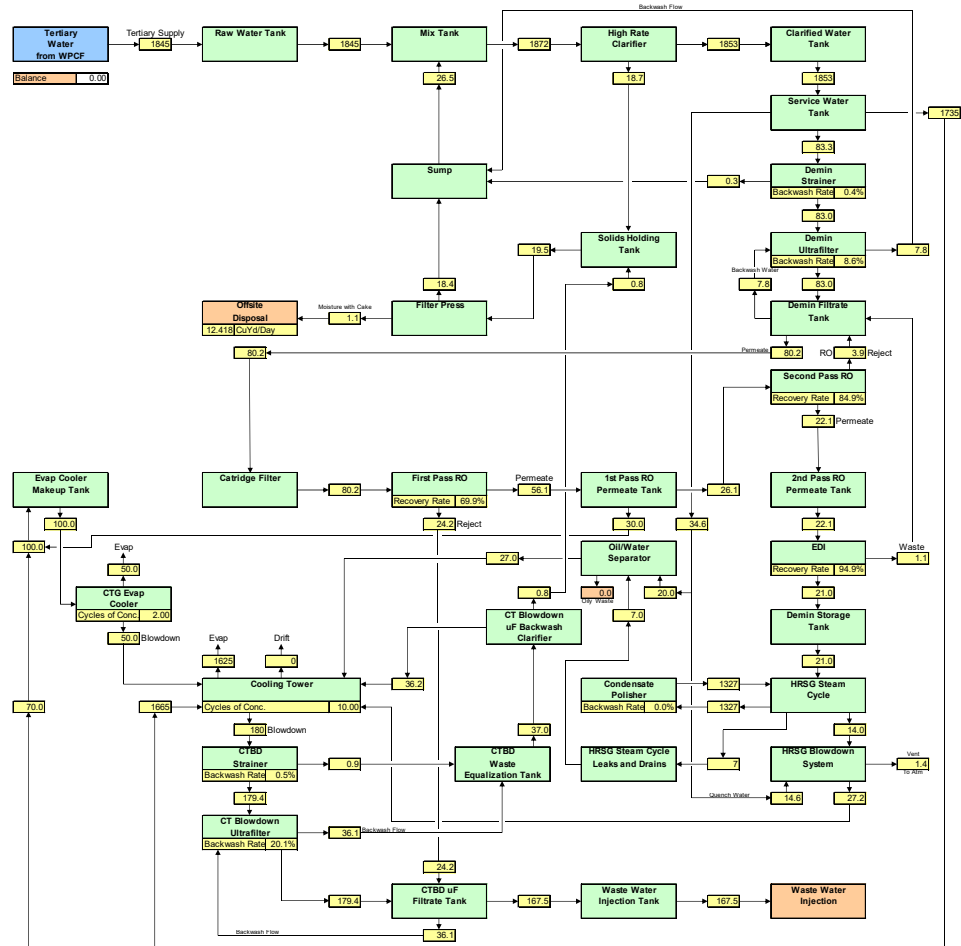 Backwash Flow
Tertiary
Water
from WPCF
Tertiary Supply
1845
Raw Water Tank
1845
Mix Tank
1872
High Rate
Clarifier
1853
Clarified Water
Tank
Balance 0.00
26.5
18.7
1853
Service Water
Tank
1735
83.3
Sump
0.3
Demin
Strainer
Backwash Rate 0.4%
83.0
Solids Holding
Tank
19.5
Demin
Ultrafilter
Backwash Rate 8.6%
7.8
Backwash Water
18.4
0.8
7.8
83.0
Offsite
Disposal
12.418 CuYd/Day
Moisture with Cake
1.1
Filter Press
Demin Filtrate
Tank
80.2
Permeate
80.2
RO
3.9
Reject
Second Pass RO
Recovery Rate 84.9%
22.1
Permeate
Evap Cooler
Makeup Tank
Catridge Filter
80.2
First Pass RO
Recovery Rate 69.9%
Permeate
56.1
1st Pass RO
Permeate Tank
26.1
2nd Pass RO
Permeate Tank
100.0
24.2
Reject
30.0
34.6
22.1
100.0
Evap
50.0
27.0
Oil/Water
Separator
EDI
Recovery Rate 94.9%
Waste
1.1
CTG Evap
Cooler
Cycles of Conc. 2.00
0.8
0.0
Oily Waste
20.0
21.0
CT Blowdown
uF Backwash
Clarifier
7.0
Demin Storage
Tank
50.0
Blowdown
Evap
1625
Drift
0
21.0
Cooling Tower
Cycles of Conc. 10.00
36.2
Condensate
Polisher
Backwash Rate 0.0%
1327
1327
HRSG Steam
Cycle
70.0
1665
180
Blowdown
37.0
14.0
CTBD
Strainer
Backwash Rate 0.5%
0.9
CTBD
Waste
Equalization Tank
HRSG Steam Cycle
Leaks and Drains
7
HRSG Blowdown
System
Vent
1.4
To Atm
179.4
Quench Water
14.6
27.2
CT Blowdown
Ultrafilter
Backwash Rate 20.1%
36.1
Backwash Flow
24.2
179.4
CTBD uF
Filtrate Tank
167.5
Waste Water
Injection Tank
167.5
Waste Water
Injection
Backwash Flow
36.1